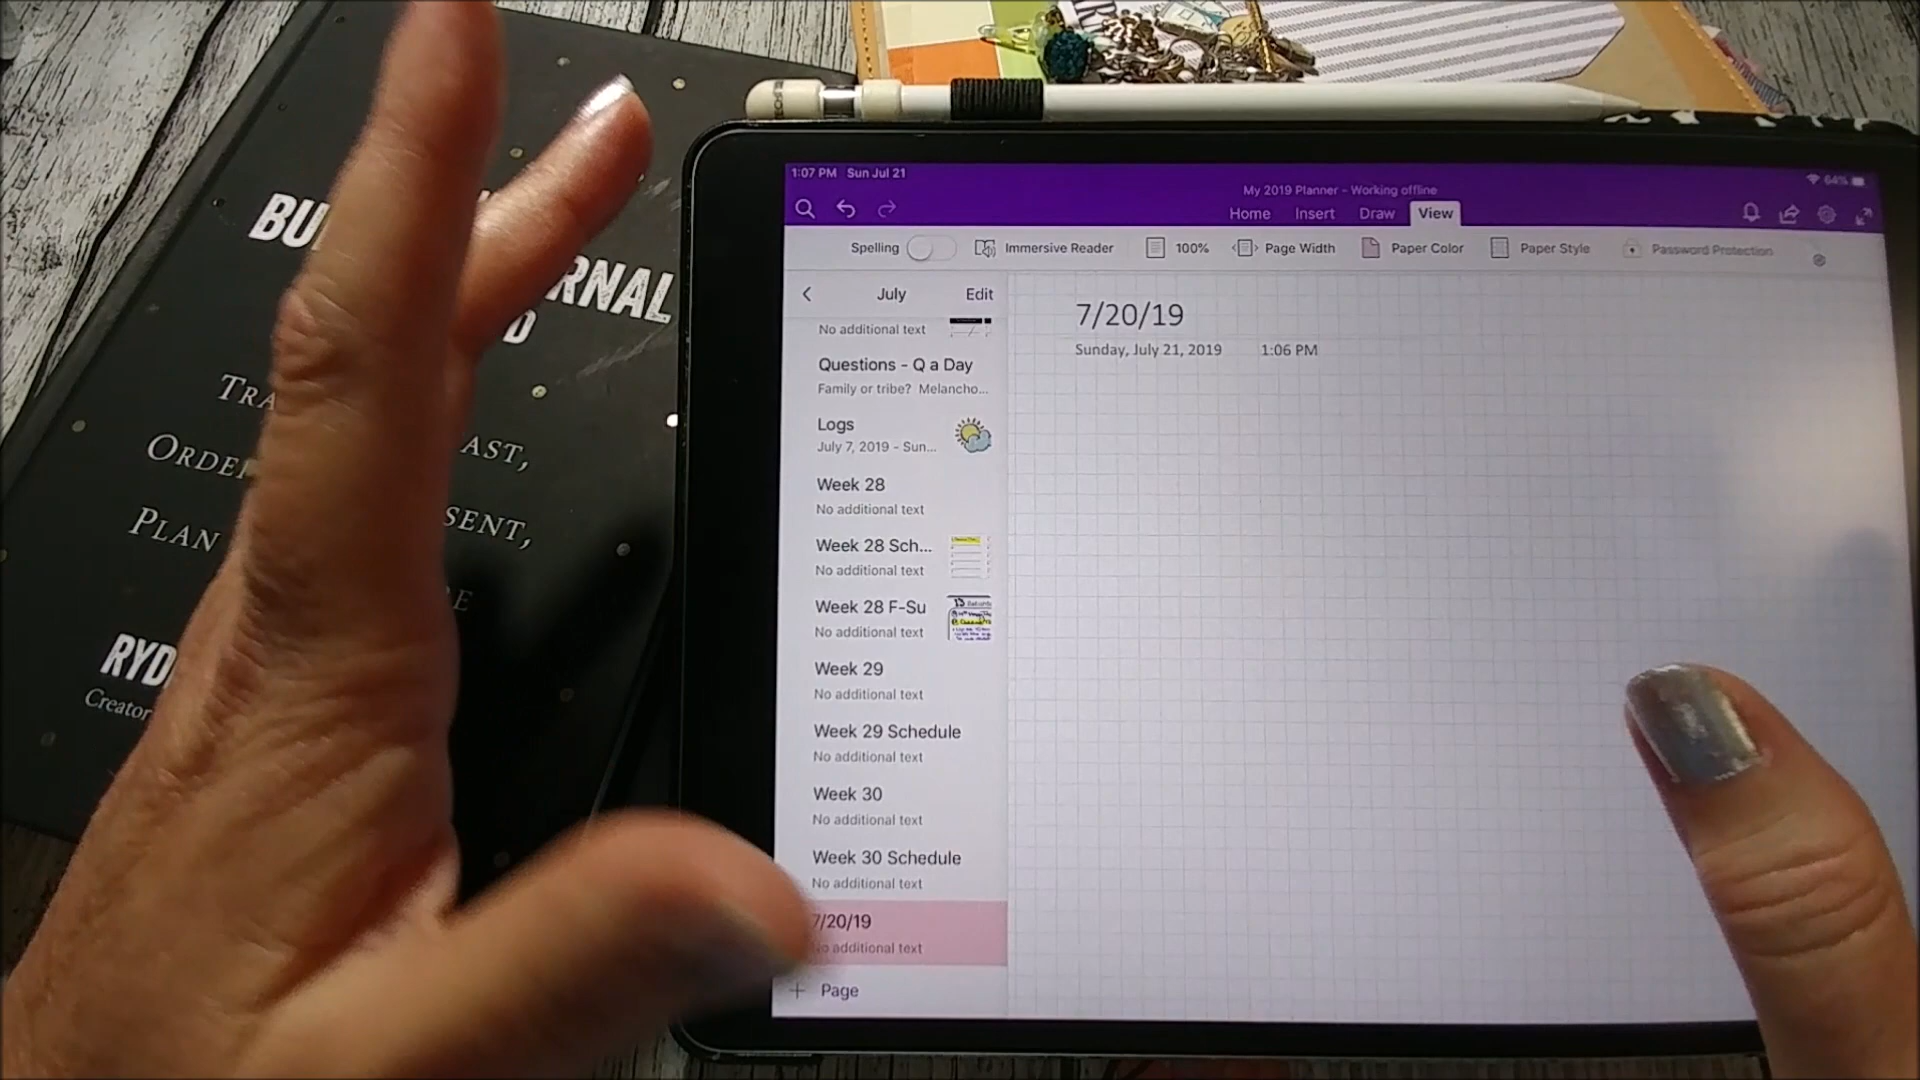 BU RNAL
TRA AST,
ORDE SENT,
PLAN
RYD
Creator
1:07 PM Sun Jul 21
64%
My 2019 Planner - Working offline
Home Insert Draw View
Spelling Immersive Reader 100% Page Width Paper Color Paper Style Password Protection
July Edit
No additional text
Questions - Q a Day
Family or tribe? Melancho...
Logs
July 7, 2019 - Sun...
Week 28
No additional text
Week 28 Sch...
No additional text
Week 28 F-Su
No additional text
Week 29
No additional text
Week 29 Schedule
No additional text
Week 30
No additional text
Week 30 Schedule
No additional text
7/20/19
No additional text
+ Page
7/20/19
Sunday, July 21, 2019 1:06 PM